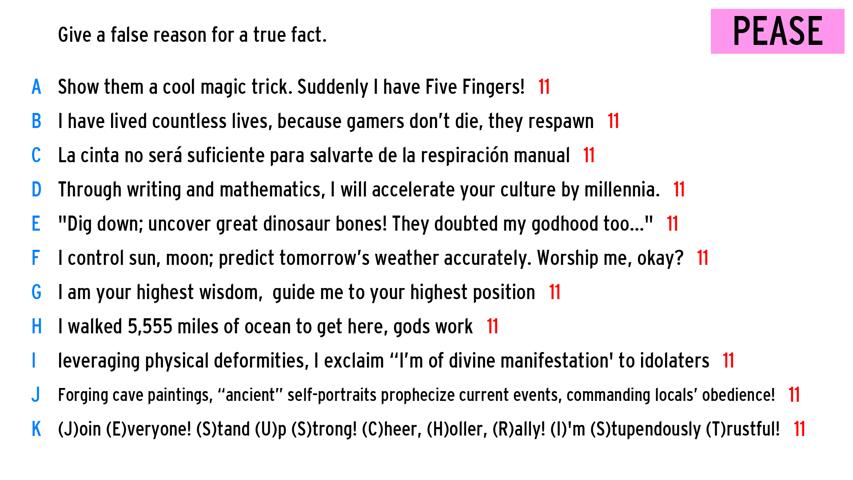 PEASE
Give a false reason for a true fact.
A Show them a cool magic trick. Suddenly I have Five Fingers! 11
B I have lived countless lives, because gamers don't die, they respawn 11
C La cinta no será suficiente para salvarte de la respiración manual 11
D Through writing and mathematics, I will accelerate your culture by millennia. 11
E "Dig down; uncover great dinosaur bones! They doubted my godhood too..." 11
F I control sun, moon; predict tomorrow's weather accurately. Worship me, okay? 11
G I am your highest wisdom,  guide me to your highest position 11
H I walked 5,555 miles of ocean to get here, gods work 11
I leveraging physical deformities, I exclaim “I'm of divine manifestation' to idolaters 11
J Forging cave paintings, “ancient” self-portraits prophecize current events, commanding locals’ obedience! 11
K (J)oin (E)veryone! (S)tand (U)p (S)trong! (C)heer, (H)oller, (R)ally! (I)'m (S)tupendously (T)rustful! 11